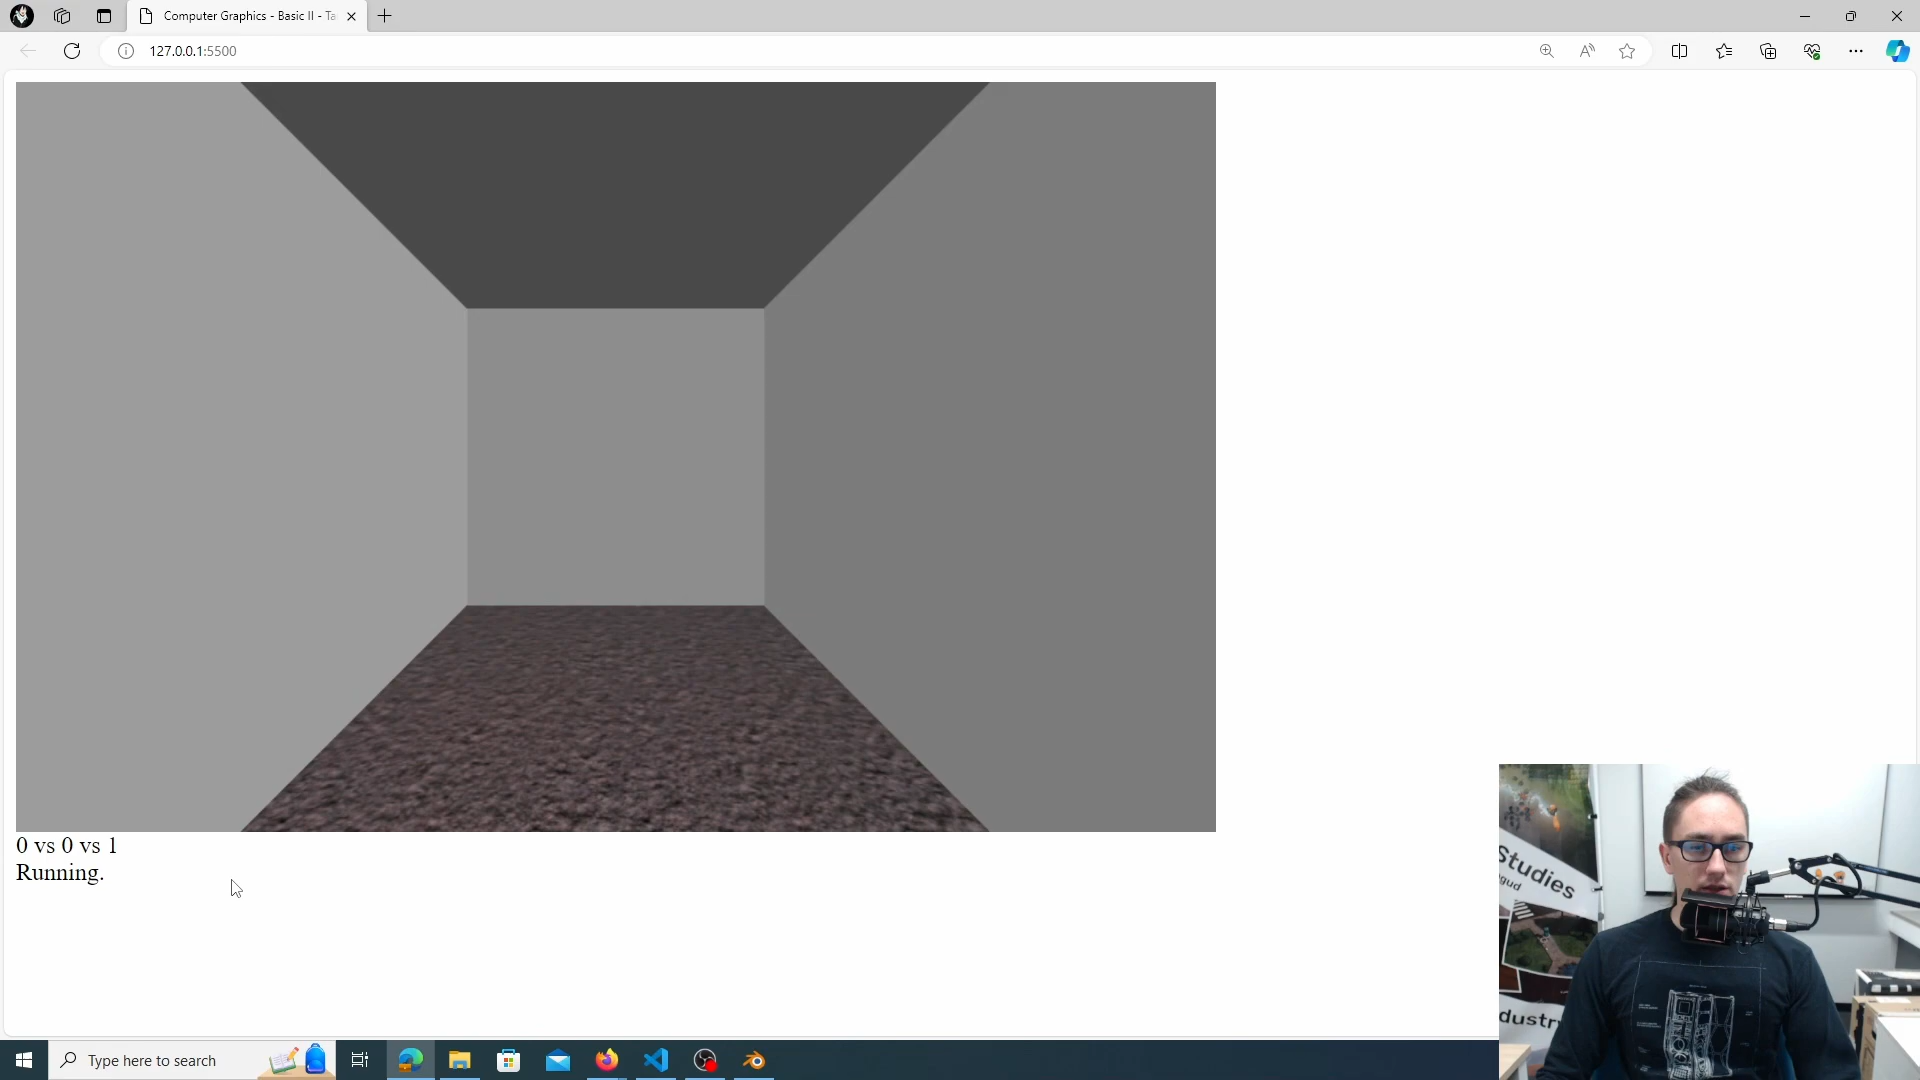 Computer Graphics - Basic II - Ta
127.0.0.1:5500
0 vs 0 vs 1
Running.
Type here to search
Studies
gud
dustr